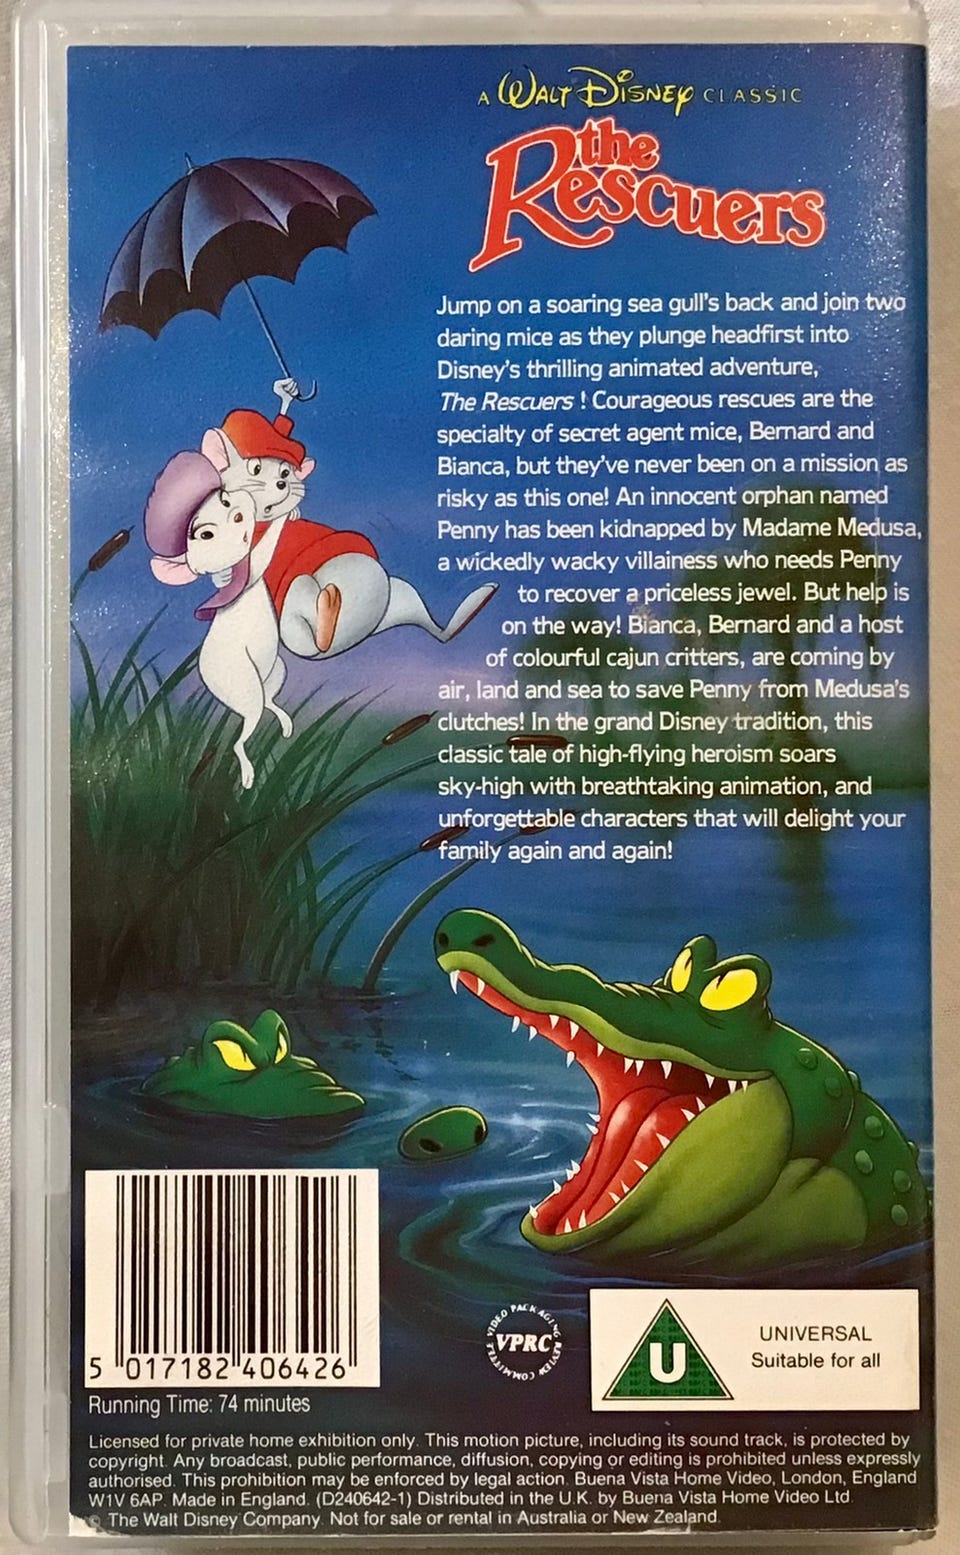 A WALT DISNEY CLASSIC
the
Rescuers
Jump on a soaring sea gull's back and join two
daring mice as they plunge headfirst into
Disney's thrilling animated adventure,
The Rescuers ! Courageous rescues are the
specialty of secret agent mice, Bernard and
Bianca, but they've never been on a mission as
risky as this one! An innocent orphan named
Penny has been kidnapped by Madame Medusa,
a wickedly wacky villainess who needs Penny
to recover a priceless jewel. But help is
on the way! Bianca, Bernard and a host
of colourful cajun critters, are coming by
air, land and sea to save Penny from Medusa's
clutches! In the grand Disney tradition, this
classic tale of high-flying heroism soars
sky-high with breathtaking animation, and
unforgettable characters that will delight your
family again and again!
5 017182 406426
VIDEO PACKAGING REVIEW COMMITTEE
VPRC
U
UNIVERSAL
Suitable for all
Running Time: 74 minutes
Licensed for private home exhibition only. This motion picture, including its sound track, is protected by
copyright. Any broadcast, public performance, diffusion, copying or editing is prohibited unless expressly
authorised. This prohibition may be enforced by legal action. Buena Vista Home Video, London, England
W1V 6AP. Made in England. (D240642-1) Distributed in the U.K. by Buena Vista Home Video Ltd.
© The Walt Disney Company. Not for sale or rental in Australia or New Zealand.